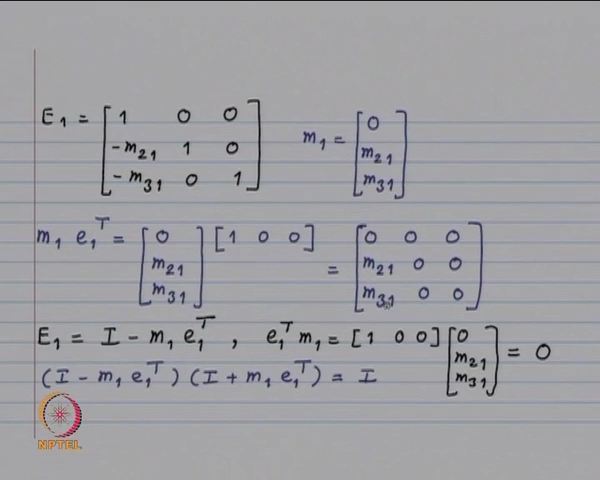 E₁ = [ 1 0 0 ; -m₂₁ 1 0 ; -m₃₁ 0 1 ] m₁ = [ 0 ; m₂₁ ; m₃₁ ]
m₁ e₁ᵀ = [ 0 ; m₂₁ ; m₃₁ ] [ 1 0 0 ] = [ 0 0 0 ; m₂₁ 0 0 ; m₃₁ 0 0 ]
E₁ = I - m₁ e₁ᵀ , e₁ᵀ m₁ = [ 1 0 0 ] [ 0 ; m₂₁ ; m₃₁ ] = 0
(I - m₁ e₁ᵀ) (I + m₁ e₁ᵀ) = I
NPTEL